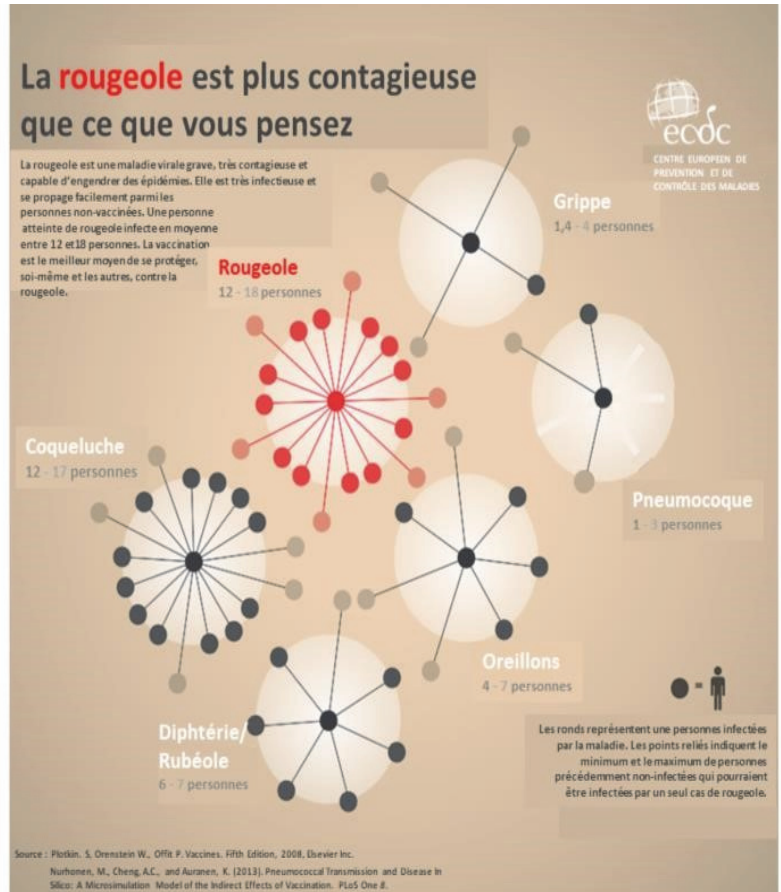 La rougeole est plus contagieuse
que ce que vous pensez
ecdc
CENTRE EUROPEEN DE
PREVENTION ET DE
CONTRÔLE DES MALADIES
La rougeole est une maladie virale grave, très contagieuse et
capable d'engendrer des épidémies. Elle est très infectieuse et
se propage facilement parmi les
personnes non-vaccinées. Une personne
atteinte de rougeole infecte en moyenne
entre 12 et18 personnes. La vaccination
est le meilleur moyen de se protéger,
soi-même et les autres, contre la
rougeole.
Grippe
1,4 - 4 personnes
Rougeole
12 - 18 personnes
Coqueluche
12 - 17 personnes
Pneumocoque
1 - 3 personnes
Oreillons
4 - 7 personnes
Diphtérie/
Rubéole
6 - 7 personnes
=
Les ronds représentent une personnes infectées
par la maladie. Les points reliés indiquent le
minimum et le maximum de personnes
précédemment non-infectées qui pourraient
être infectées par un seul cas de rougeole.
Source : Plotkin. S, Orenstein W., Offit P. Vaccines. Fifth Edition, 2008, Elsevier Inc.
Nurhonen, M., Cheng, A.C., and Auranen, K. (2013). Pneumococcal Transmission and Disease In
Silico: A Microsimulation Model of the Indirect Effects of Vaccination. PLoS One 8.